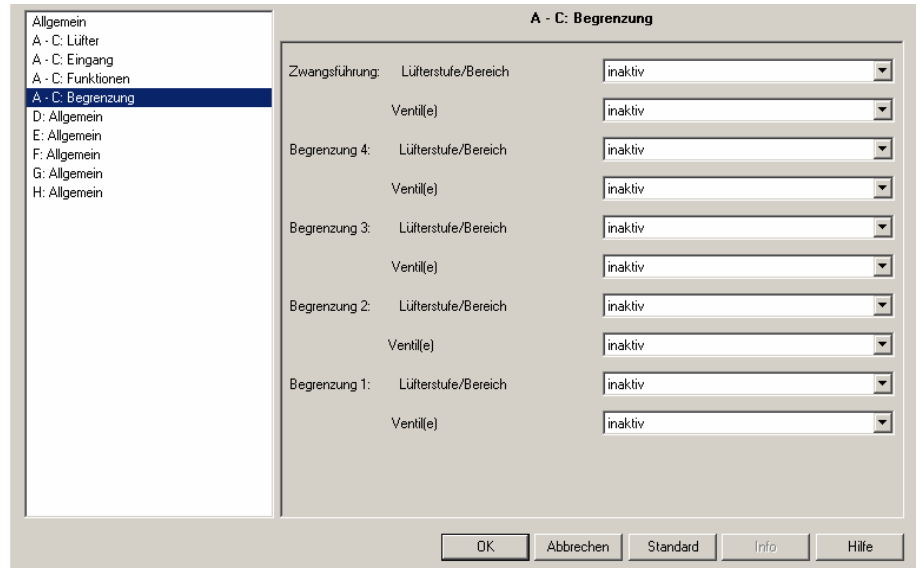 Allgemein
A - C: Lüfter
A - C: Eingang
A - C: Funktionen
A - C: Begrenzung
D: Allgemein
E: Allgemein
F: Allgemein
G: Allgemein
H: Allgemein
A - C: Begrenzung
Zwangsführung: Lüfterstufe/Bereich inaktiv
Ventil(e) inaktiv
Begrenzung 4: Lüfterstufe/Bereich inaktiv
Ventil(e) inaktiv
Begrenzung 3: Lüfterstufe/Bereich inaktiv
Ventil(e) inaktiv
Begrenzung 2: Lüfterstufe/Bereich inaktiv
Ventil(e) inaktiv
Begrenzung 1: Lüfterstufe/Bereich inaktiv
Ventil(e) inaktiv
OK Abbrechen Standard Info Hilfe